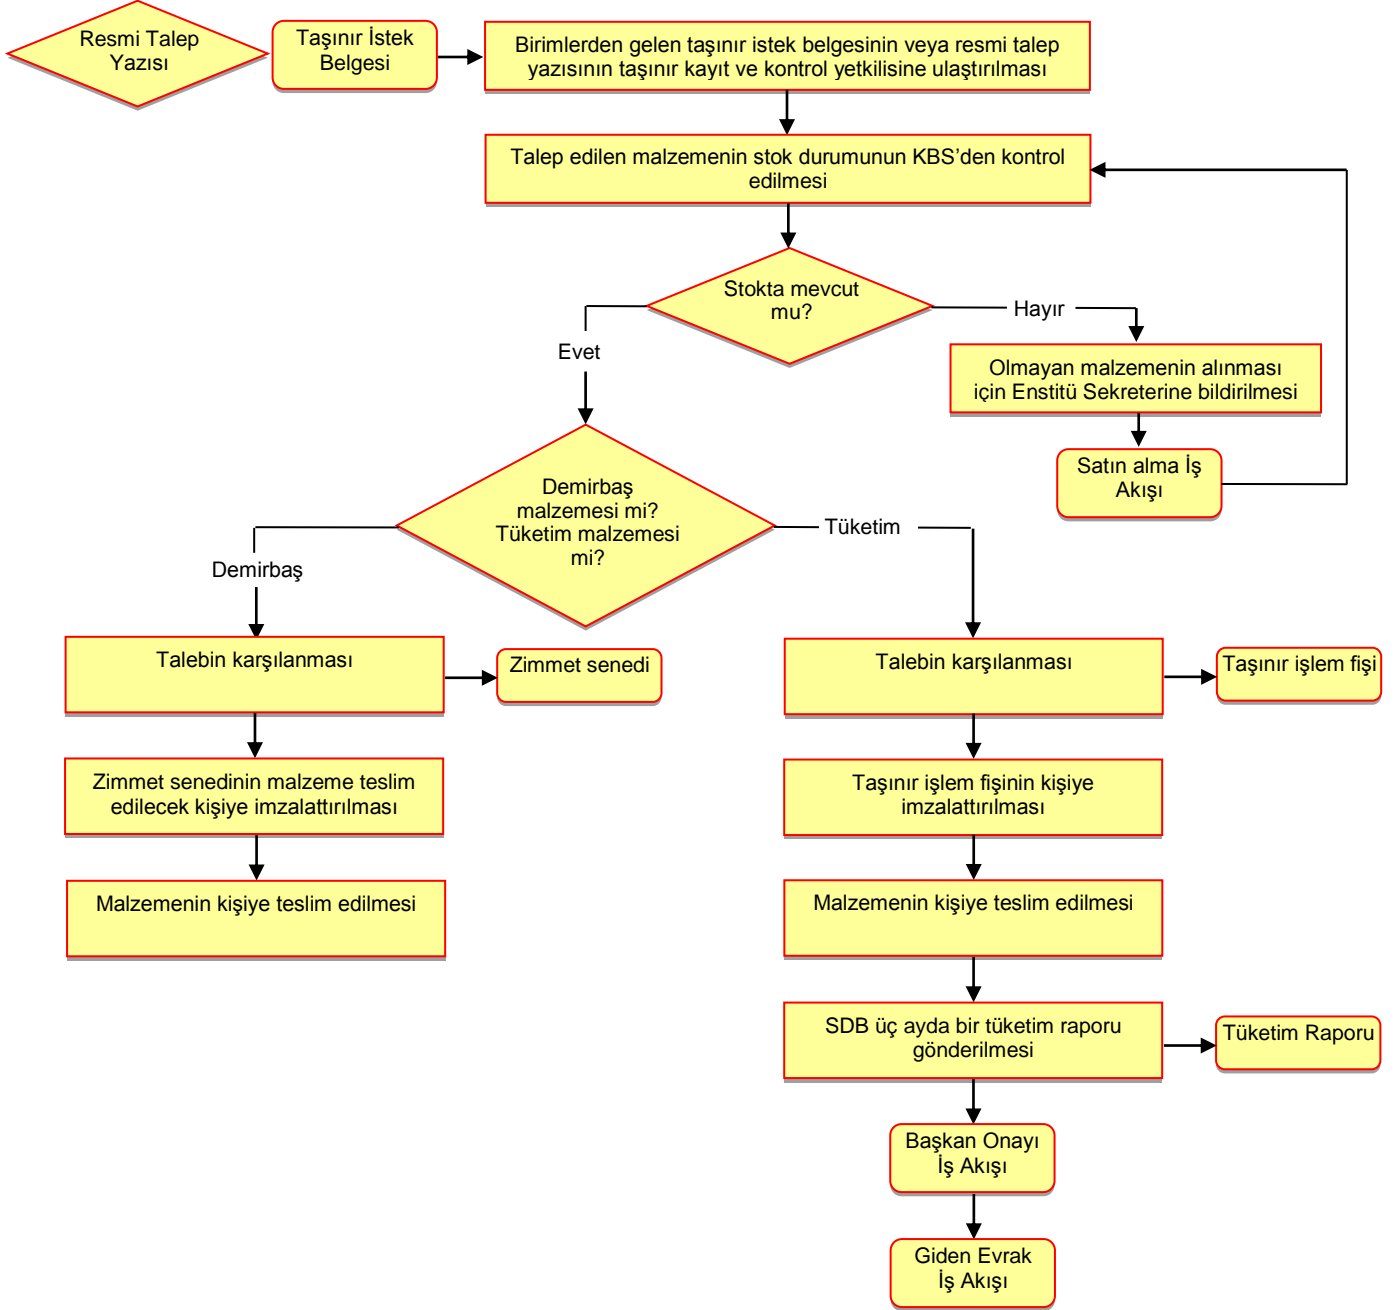 Resmi Talep
Yazısı
Taşınır İstek
Belgesi
Birimlerden gelen taşınır istek belgesinin veya resmi talep
yazısının taşınır kayıt ve kontrol yetkilisine ulaştırılması
Talep edilen malzemenin stok durumunun KBS’den kontrol
edilmesi
Stokta mevcut
mu?
Hayır
Evet
Olmayan malzemenin alınması
için Enstitü Sekreterine bildirilmesi
Satın alma İş
Akışı
Demirbaş
malzemesi mi?
Tüketim malzemesi
mi?
Tüketim
Demirbaş
Talebin karşılanması
Zimmet senedi
Talebin karşılanması
Taşınır işlem fişi
Zimmet senedinin malzeme teslim
edilecek kişiye imzalattırılması
Taşınır işlem fişinin kişiye
imzalattırılması
Malzemenin kişiye teslim edilmesi
Malzemenin kişiye teslim edilmesi
SDB üç ayda bir tüketim raporu
gönderilmesi
Tüketim Raporu
Başkan Onayı
İş Akışı
Giden Evrak
İş Akışı